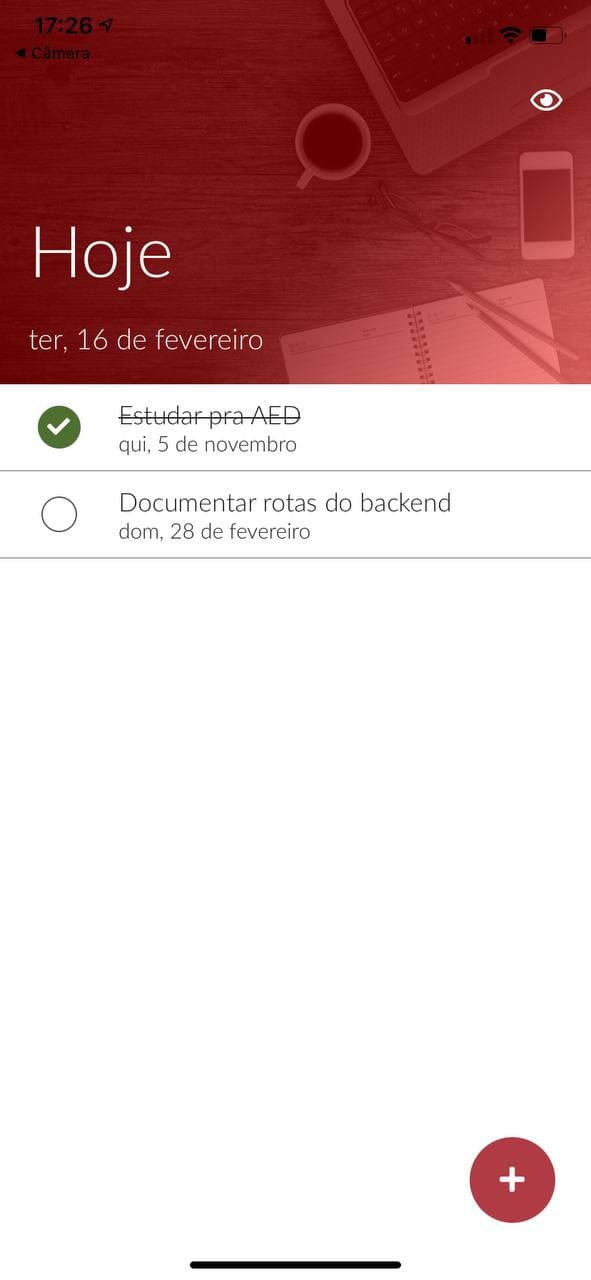 17:26
◀ Câmera
Hoje
ter, 16 de fevereiro
Estudar pra AED
qui, 5 de novembro
Documentar rotas do backend
dom, 28 de fevereiro
+